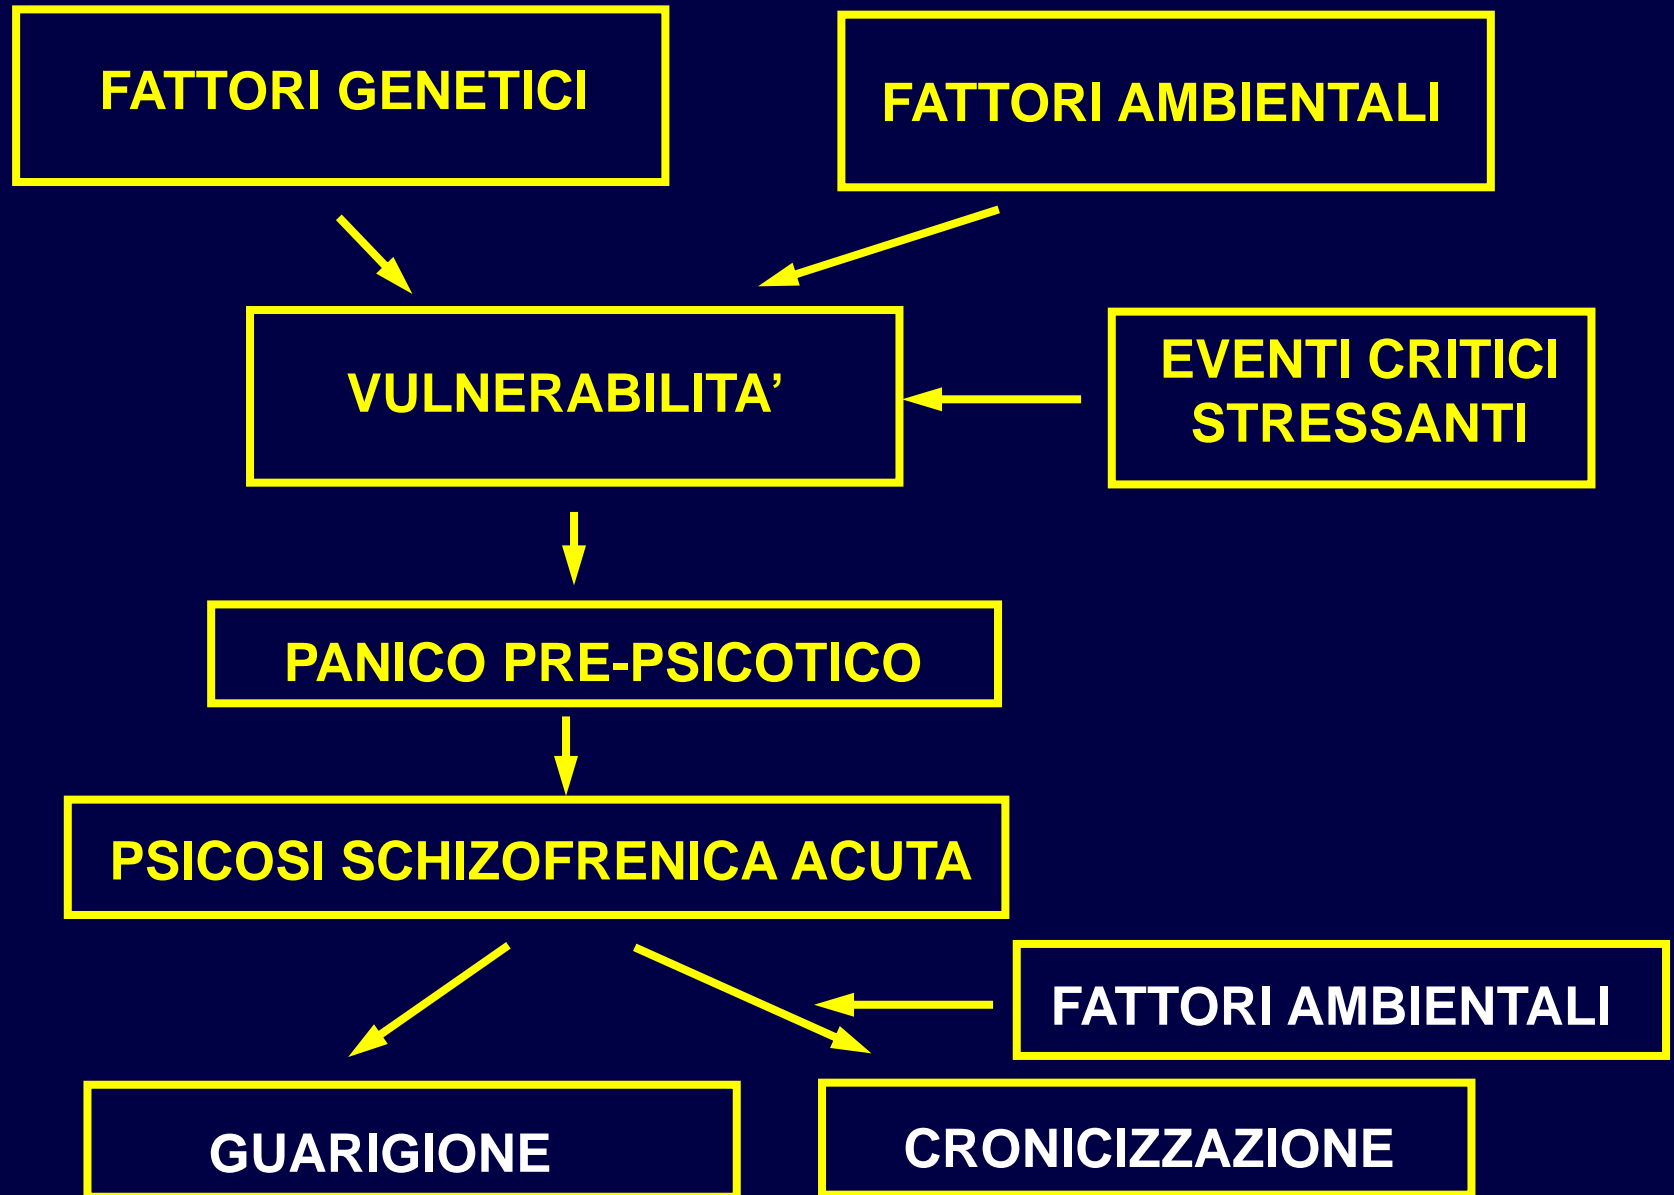 FATTORI GENETICI
FATTORI AMBIENTALI
VULNERABILITA’
EVENTI CRITICI
STRESSANTI
PANICO PRE-PSICOTICO
PSICOSI SCHIZOFRENICA ACUTA
FATTORI AMBIENTALI
GUARIGIONE
CRONICIZZAZIONE